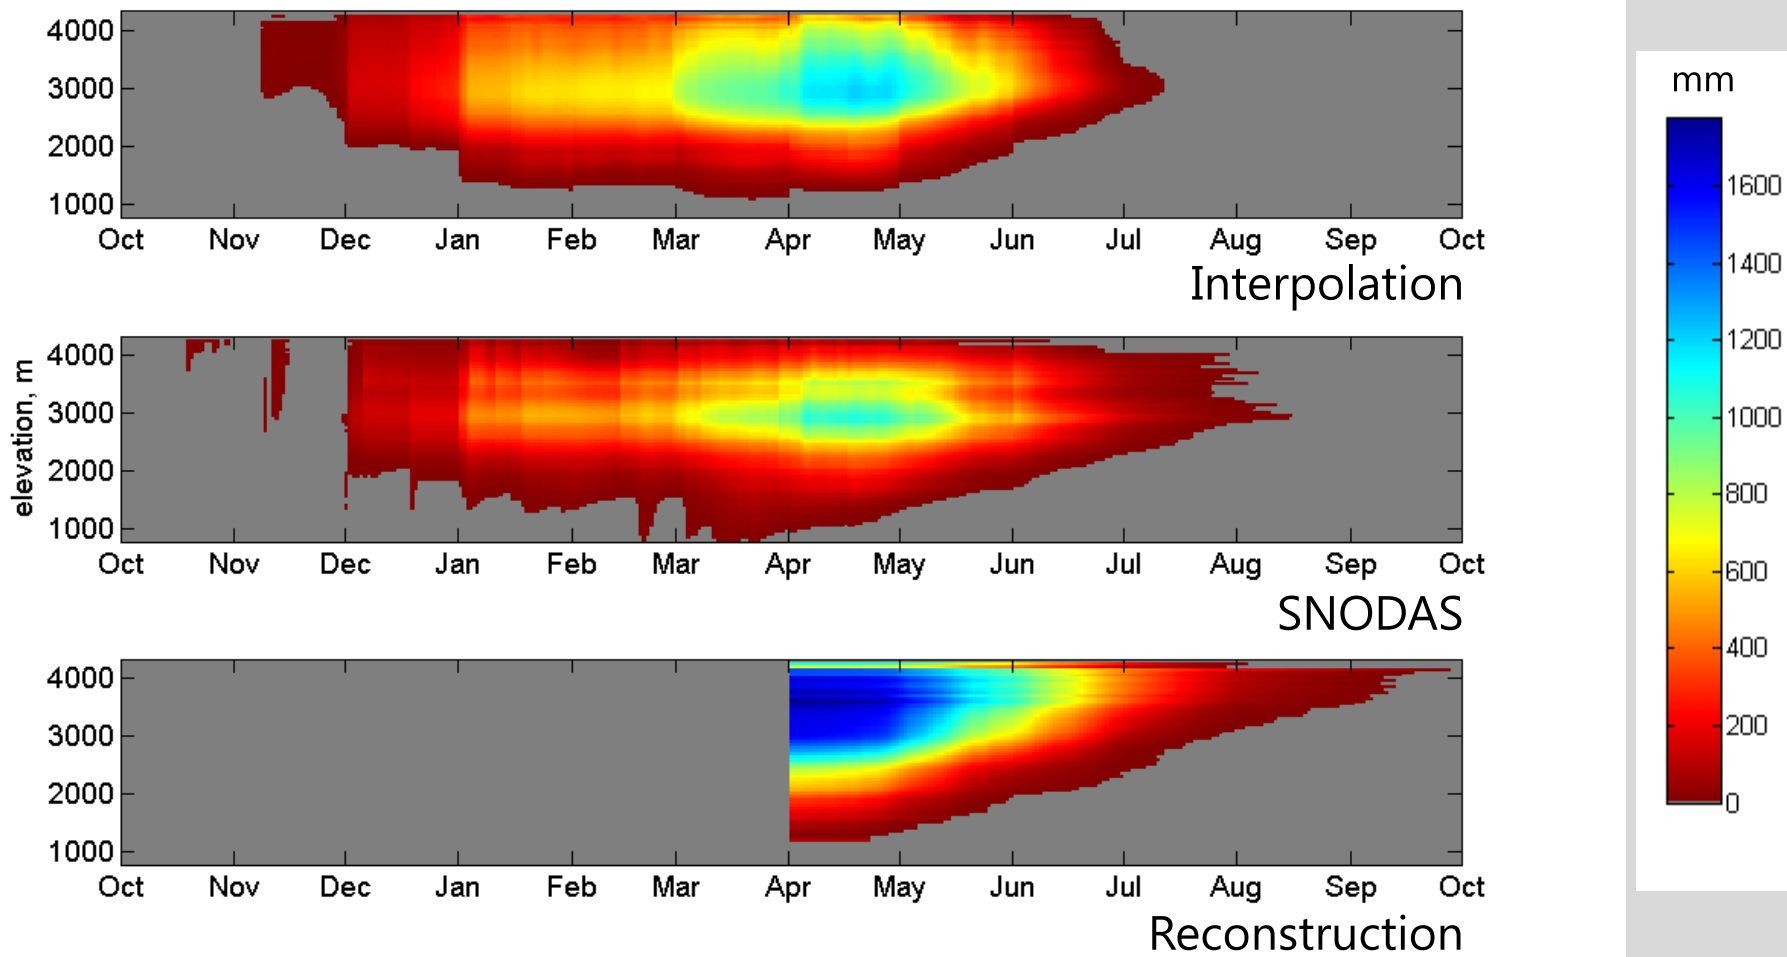 4000
3000
2000
1000
Oct Nov Dec Jan Feb Mar Apr May Jun Jul Aug Sep Oct
Interpolation
elevation, m
4000
3000
2000
1000
Oct Nov Dec Jan Feb Mar Apr May Jun Jul Aug Sep Oct
SNODAS
4000
3000
2000
1000
Oct Nov Dec Jan Feb Mar Apr May Jun Jul Aug Sep Oct
Reconstruction
mm
1600
1400
1200
1000
800
600
400
200
0